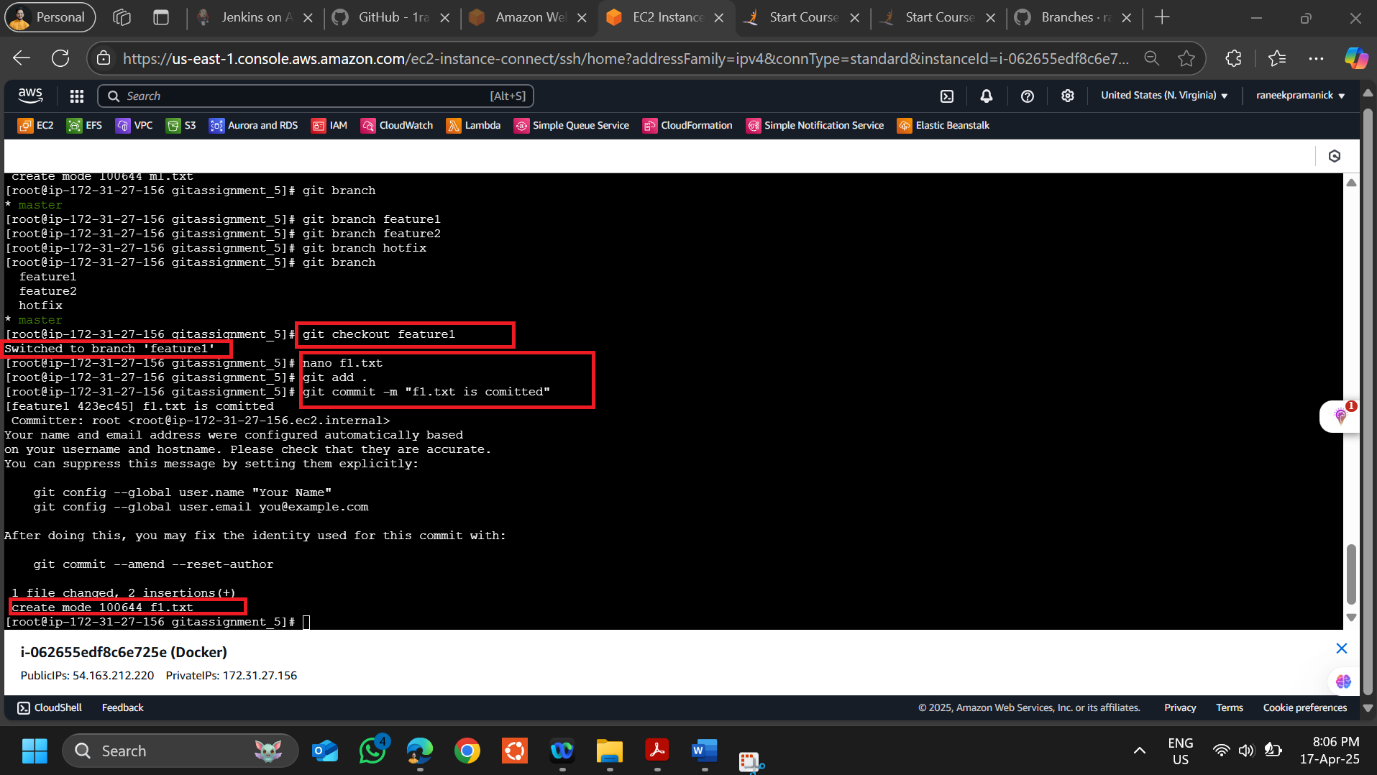 Personal
Jenkins on A
GitHub - 1ra
Amazon We
EC2 Instance
Start Course
Start Course
Branches · ra
https://us-east-1.console.aws.amazon.com/ec2-instance-connect/ssh/home?addressFamily=ipv4&connType=standard&instanceId=i-062655edf8c6e7...
aws
Search
[Alt+S]
United States (N. Virginia)
raneekpramanick
EC2
EFS
VPC
S3
Aurora and RDS
IAM
CloudWatch
Lambda
Simple Queue Service
CloudFormation
Simple Notification Service
Elastic Beanstalk
create mode 100644 m1.txt
[root@ip-172-31-27-156 gitassignment_5]# git branch
* master
[root@ip-172-31-27-156 gitassignment_5]# git branch feature1
[root@ip-172-31-27-156 gitassignment_5]# git branch feature2
[root@ip-172-31-27-156 gitassignment_5]# git branch hotfix
[root@ip-172-31-27-156 gitassignment_5]# git branch
feature1
feature2
hotfix
* master
[root@ip-172-31-27-156 gitassignment_5]# git checkout feature1
Switched to branch 'feature1'
[root@ip-172-31-27-156 gitassignment_5]# nano f1.txt
[root@ip-172-31-27-156 gitassignment_5]# git add .
[root@ip-172-31-27-156 gitassignment_5]# git commit -m "f1.txt is comitted"
[feature1 423ec45] f1.txt is comitted
Committer: root <root@ip-172-31-27-156.ec2.internal>
Your name and email address were configured automatically based
on your username and hostname. Please check that they are accurate.
You can suppress this message by setting them explicitly:
git config --global user.name "Your Name"
git config --global user.email you@example.com
After doing this, you may fix the identity used for this commit with:
git commit --amend --reset-author
1 file changed, 2 insertions(+)
create mode 100644 f1.txt
[root@ip-172-31-27-156 gitassignment_5]#
1
i-062655edf8c6e725e (Docker)
PublicIPs: 54.163.212.220 PrivateIPs: 172.31.27.156
CloudShell
Feedback
© 2025, Amazon Web Services, Inc. or its affiliates.
Privacy
Terms
Cookie preferences
Search
4
ENG
US
8:06 PM
17-Apr-25